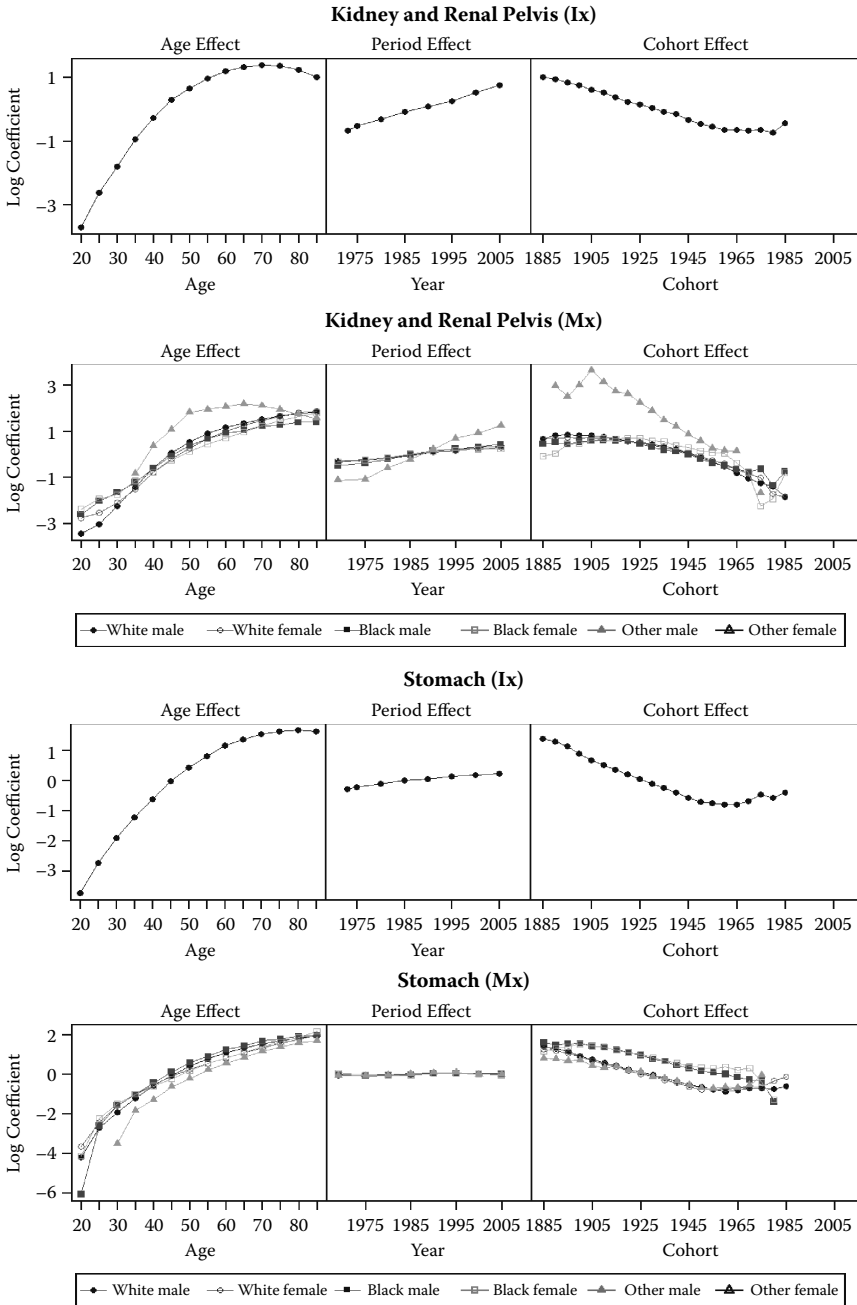 Kidney and Renal Pelvis (Ix)
Age Effect Period Effect Cohort Effect
Log Coefficient
1
−1
−3
20 30 40 50 60 70 80 1975 1985 1995 2005 1885 1905 1925 1945 1965 1985 2005
Age Year Cohort
Kidney and Renal Pelvis (Mx)
Age Effect Period Effect Cohort Effect
Log Coefficient
3
1
−1
−3
20 30 40 50 60 70 80 1975 1985 1995 2005 1885 1905 1925 1945 1965 1985 2005
Age Year Cohort
White male White female Black male Black female Other male Other female
Stomach (Ix)
Age Effect Period Effect Cohort Effect
Log Coefficient
1
0
−1
−2
−3
20 30 40 50 60 70 80 1975 1985 1995 2005 1885 1905 1925 1945 1965 1985 2005
Age Year Cohort
Stomach (Mx)
Age Effect Period Effect Cohort Effect
Log Coefficient
2
0
−2
−4
−6
20 30 40 50 60 70 80 1975 1985 1995 2005 1885 1905 1925 1945 1965 1985 2005
Age Year Cohort
White male White female Black male Black female Other male Other female